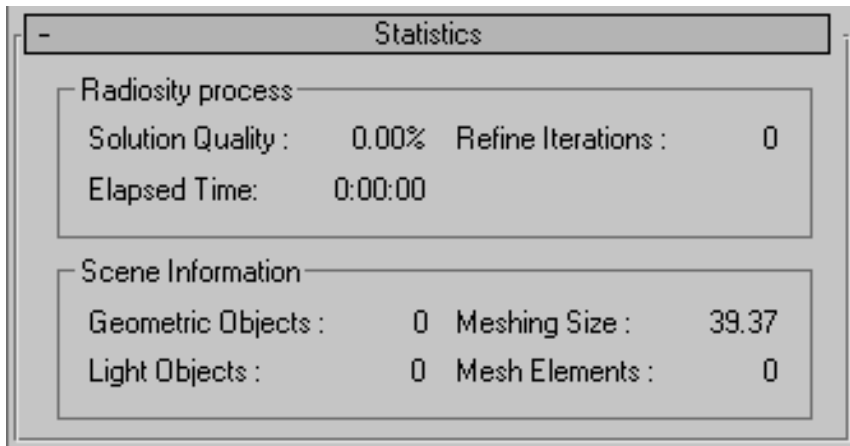 - Statistics
Radiosity process
Solution Quality : 0.00% Refine Iterations : 0
Elapsed Time: 0:00:00
Scene Information
Geometric Objects : 0 Meshing Size : 39.37
Light Objects : 0 Mesh Elements : 0